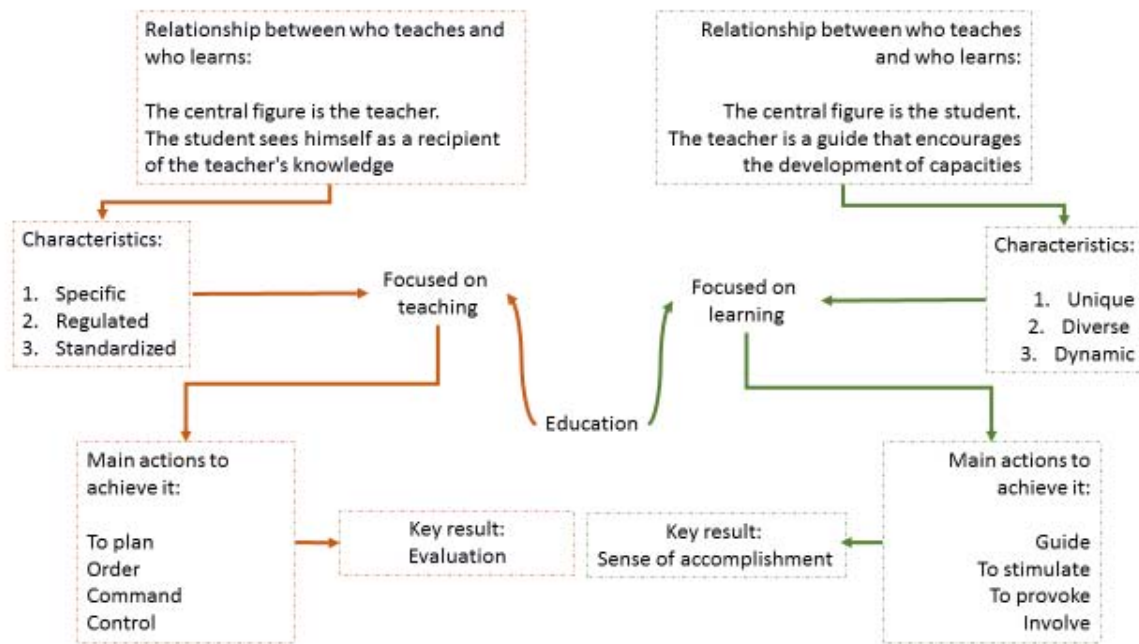 Relationship between who teaches and
who learns:
The central figure is the teacher.
The student sees himself as a recipient
of the teacher's knowledge
Relationship between who teaches
and who learns:
The central figure is the student.
The teacher is a guide that encourages
the development of capacities
Characteristics:
1. Specific
2. Regulated
3. Standardized
Focused on
teaching
Focused on
learning
Characteristics:
1. Unique
2. Diverse
3. Dynamic
Education
Main actions to
achieve it:
To plan
Order
Command
Control
Key result:
Evaluation
Key result:
Sense of accomplishment
Main actions to
achieve it:
Guide
To stimulate
To provoke
Involve